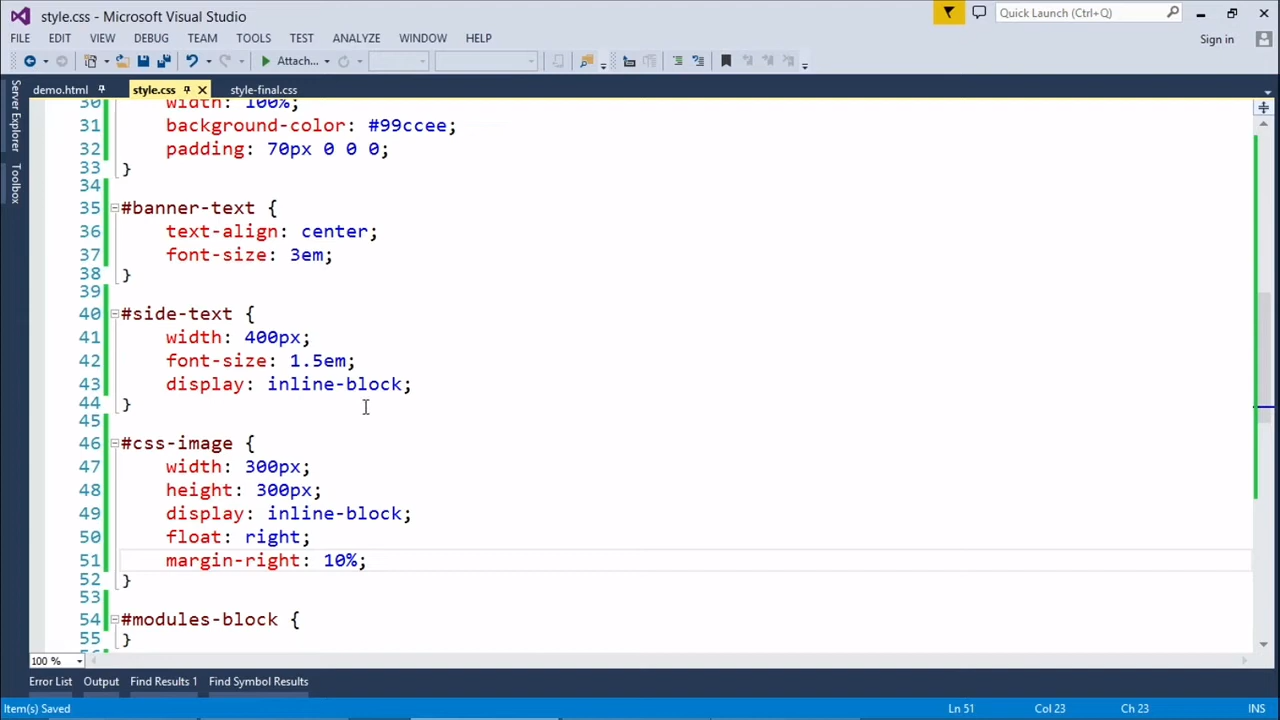 style.css - Microsoft Visual Studio
Quick Launch (Ctrl+Q)
FILE EDIT VIEW DEBUG TEAM TOOLS TEST ANALYZE WINDOW HELP
Sign in
Attach...
demo.html style.css style-final.css
Server Explorer
Toolbox
30 width: 100%;
31 background-color: #99ccee;
32 padding: 70px 0 0 0;
33 }
34
35 #banner-text {
36 text-align: center;
37 font-size: 3em;
38 }
39
40 #side-text {
41 width: 400px;
42 font-size: 1.5em;
43 display: inline-block;
44 }
45
46 #css-image {
47 width: 300px;
48 height: 300px;
49 display: inline-block;
50 float: right;
51 margin-right: 10%;
52 }
53
54 #modules-block {
55 }
100 %
Error List Output Find Results 1 Find Symbol Results
Item(s) Saved Ln 51 Col 23 Ch 23 INS